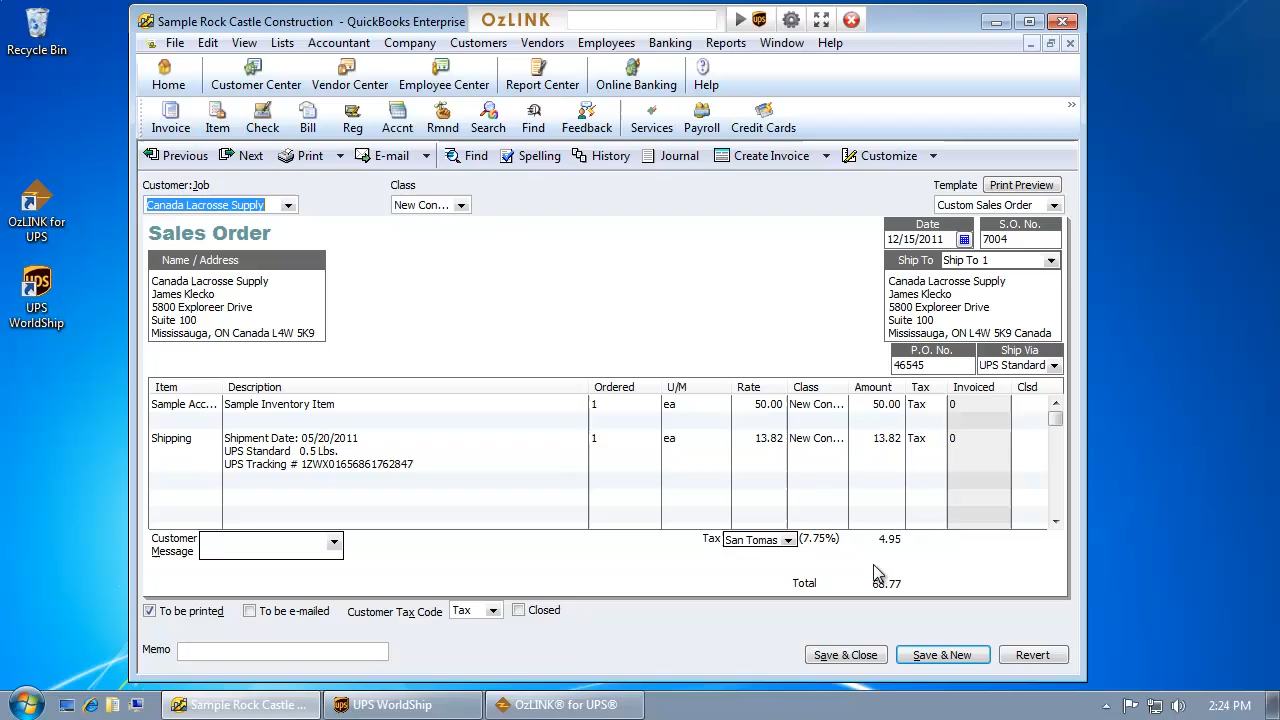 Recycle Bin
OzLINK for
UPS
UPS
WorldShip
Sample Rock Castle Construction - QuickBooks Enterprise
OzLINK
File Edit View Lists Accountant Company Customers Vendors Employees Banking Reports Window Help
Home Customer Center Vendor Center Employee Center Report Center Online Banking Help
Invoice Item Check Bill Reg Accnt Rmnd Search Find Feedback Services Payroll Credit Cards
Previous Next Print E-mail Find Spelling History Journal Create Invoice Customize
Customer:Job Class Template Print Preview
Canada Lacrosse Supply New Con... Custom Sales Order
Sales Order
Date S.O. No.
12/15/2011 7004
Name / Address Ship To Ship To 1
Canada Lacrosse Supply
James Klecko
5800 Exploreer Drive
Suite 100
Mississauga, ON Canada L4W 5K9
Canada Lacrosse Supply
James Klecko
5800 Exploreer Drive
Suite 100
Mississauga, ON L4W 5K9 Canada
P.O. No. Ship Via
46545 UPS Standard
Item Description Ordered U/M Rate Class Amount Tax Invoiced Clsd
Sample Acc... Sample Inventory Item 1 ea 50.00 New Con... 50.00 Tax 0
Shipping Shipment Date: 05/20/2011 1 ea 13.82 New Con... 13.82 Tax 0
UPS Standard 0.5 Lbs.
UPS Tracking # 1ZWX01656861762847
Customer
Message
Tax San Tomas (7.75%) 4.95
Total 68.77
To be printed To be e-mailed Customer Tax Code Tax Closed
Memo
Save & Close Save & New Revert
Sample Rock Castle ... UPS WorldShip OzLINK® for UPS® 2:24 PM